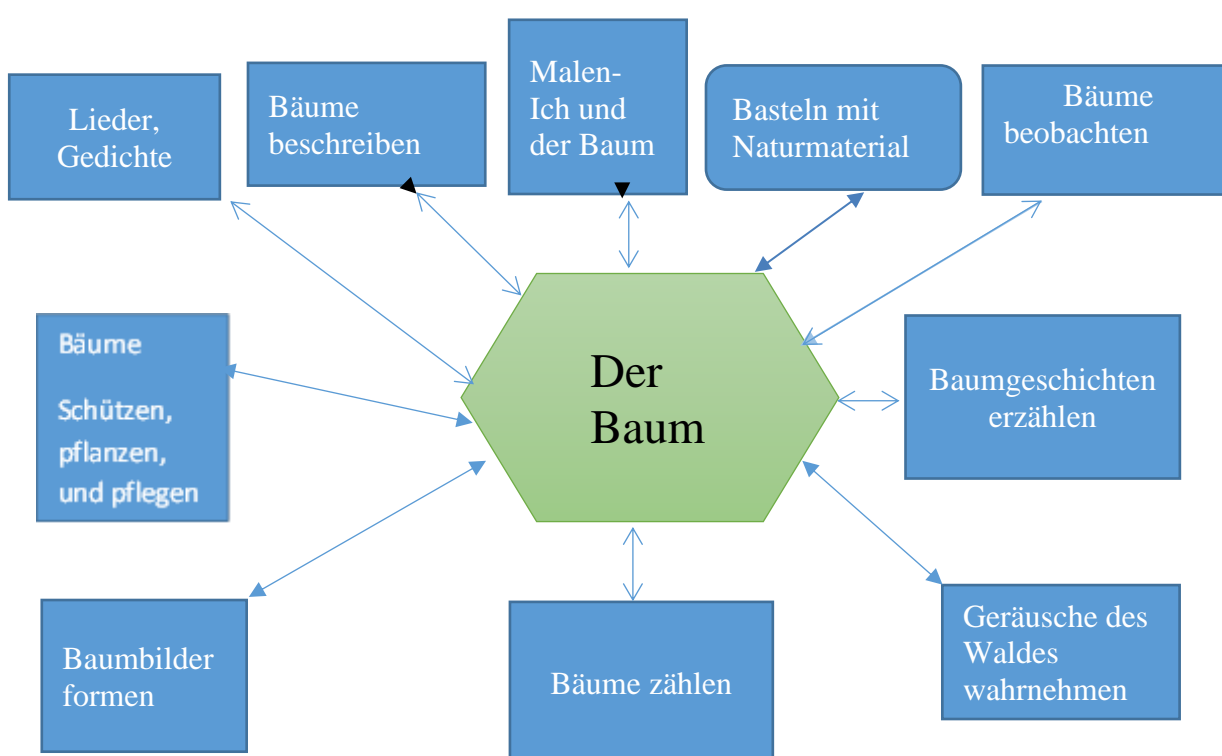 Lieder,
Gedichte
Bäume
beschreiben
Malen-
Ich und
der Baum
Basteln mit
Naturmaterial
Bäume
beobachten
Bäume
Schützen,
pflanzen,
und pflegen
Der
Baum
Baumgeschichten
erzählen
Baumbilder
formen
Bäume zählen
Geräusche des
Waldes
wahrnehmen